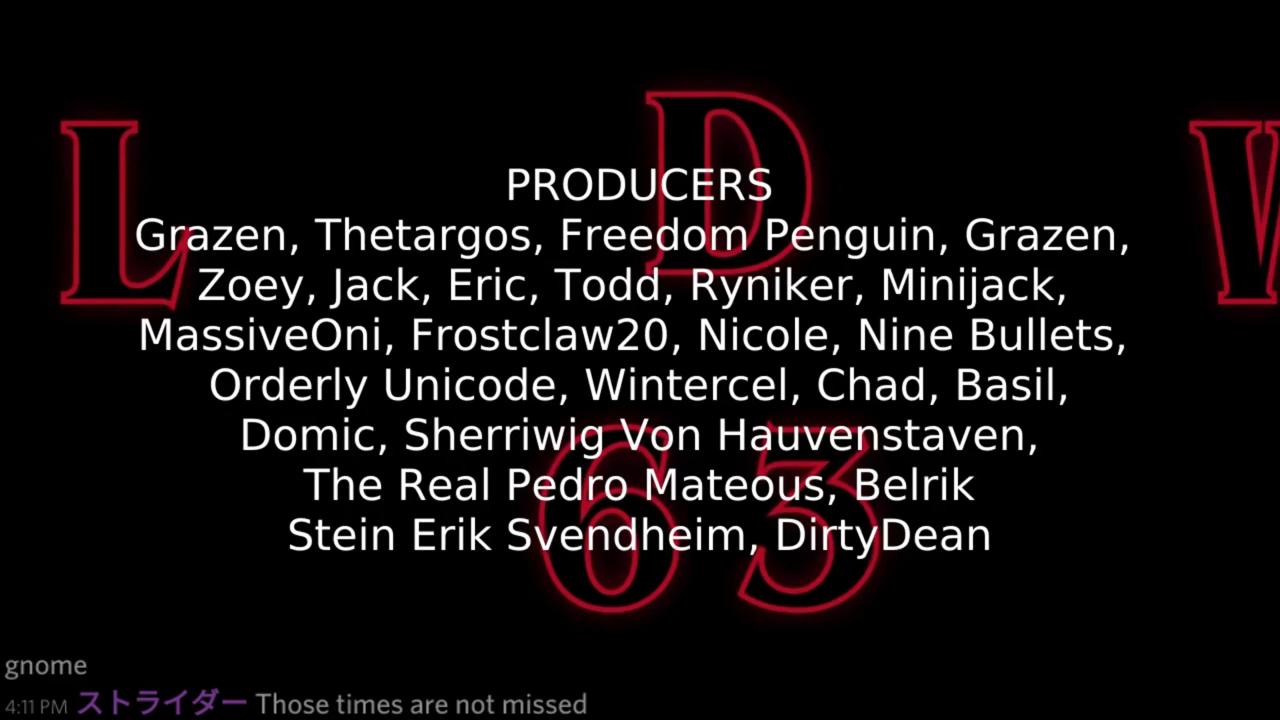 L D W
PRODUCERS
Grazen, Thetargos, Freedom Penguin, Grazen,
Zoey, Jack, Eric, Todd, Ryniker, Minijack,
MassiveOni, Frostclaw20, Nicole, Nine Bullets,
Orderly Unicode, Wintercel, Chad, Basil,
Domic, Sherriwig Von Hauvenstaven,
The Real Pedro Mateous, Belrik
Stein Erik Svendheim, DirtyDean
63
gnome
4:11 PM ストライダー Those times are not missed